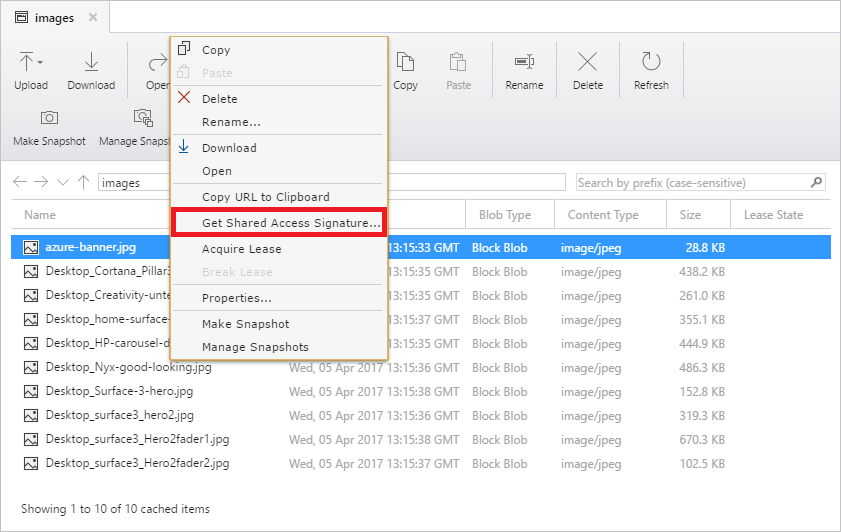 images
Upload
Download
Open
Copy
Paste
Rename
Delete
Refresh
Make Snapshot
Manage Snaps
Copy
Paste
Delete
Rename...
Download
Open
Copy URL to Clipboard
Get Shared Access Signature...
Acquire Lease
Break Lease
Properties...
Make Snapshot
Manage Snapshots
images
Search by prefix (case-sensitive)
Name Blob Type Content Type Size Lease State
azure-banner.jpg 13:15:33 GMT Block Blob image/jpeg 28.8 KB
Desktop_Cortana_Pillar3 13:15:35 GMT Block Blob image/jpeg 438.2 KB
Desktop_Creativity-unte 13:15:35 GMT Block Blob image/jpeg 261.0 KB
Desktop_home-surface- 13:15:37 GMT Block Blob image/jpeg 355.1 KB
Desktop_HP-carousel-d 13:15:35 GMT Block Blob image/jpeg 444.9 KB
Desktop_Nyx-good-looking.jpg Wed, 05 Apr 2017 13:15:36 GMT Block Blob image/jpeg 486.3 KB
Desktop_Surface-3-hero.jpg Wed, 05 Apr 2017 13:15:38 GMT Block Blob image/jpeg 152.8 KB
Desktop_surface3_hero2.jpg Wed, 05 Apr 2017 13:15:36 GMT Block Blob image/jpeg 319.3 KB
Desktop_surface3_Hero2fader1.jpg Wed, 05 Apr 2017 13:15:38 GMT Block Blob image/jpeg 670.3 KB
Desktop_surface3_Hero2fader2.jpg Wed, 05 Apr 2017 13:15:37 GMT Block Blob image/jpeg 102.5 KB
Showing 1 to 10 of 10 cached items